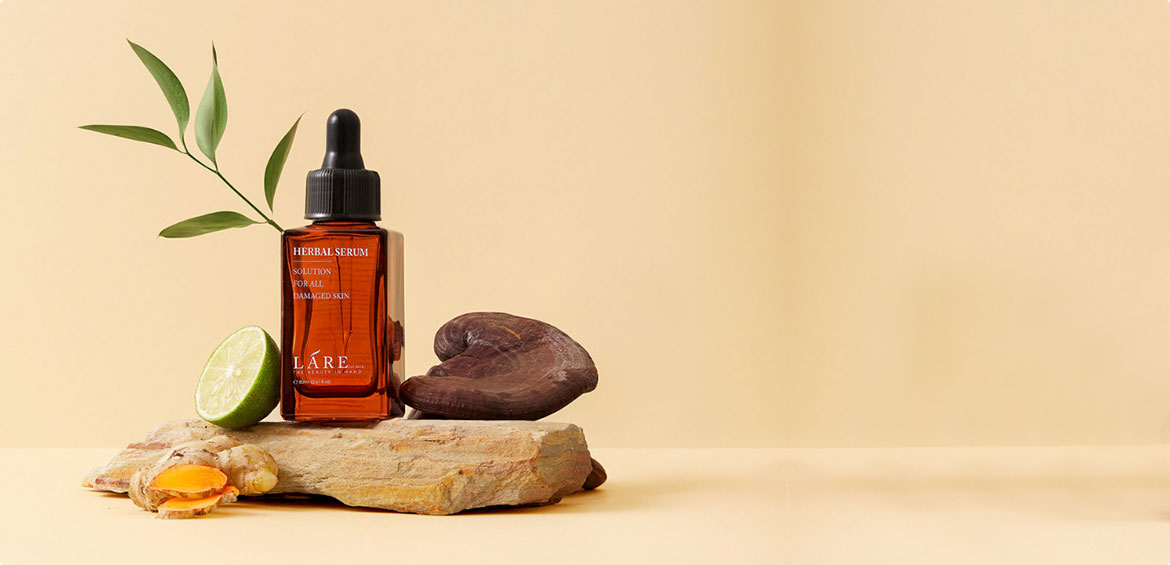 HERBAL SERUM
SOLUTION
FOR ALL
DAMAGED SKIN
LÁRE
THE BEAUTY IN HAND